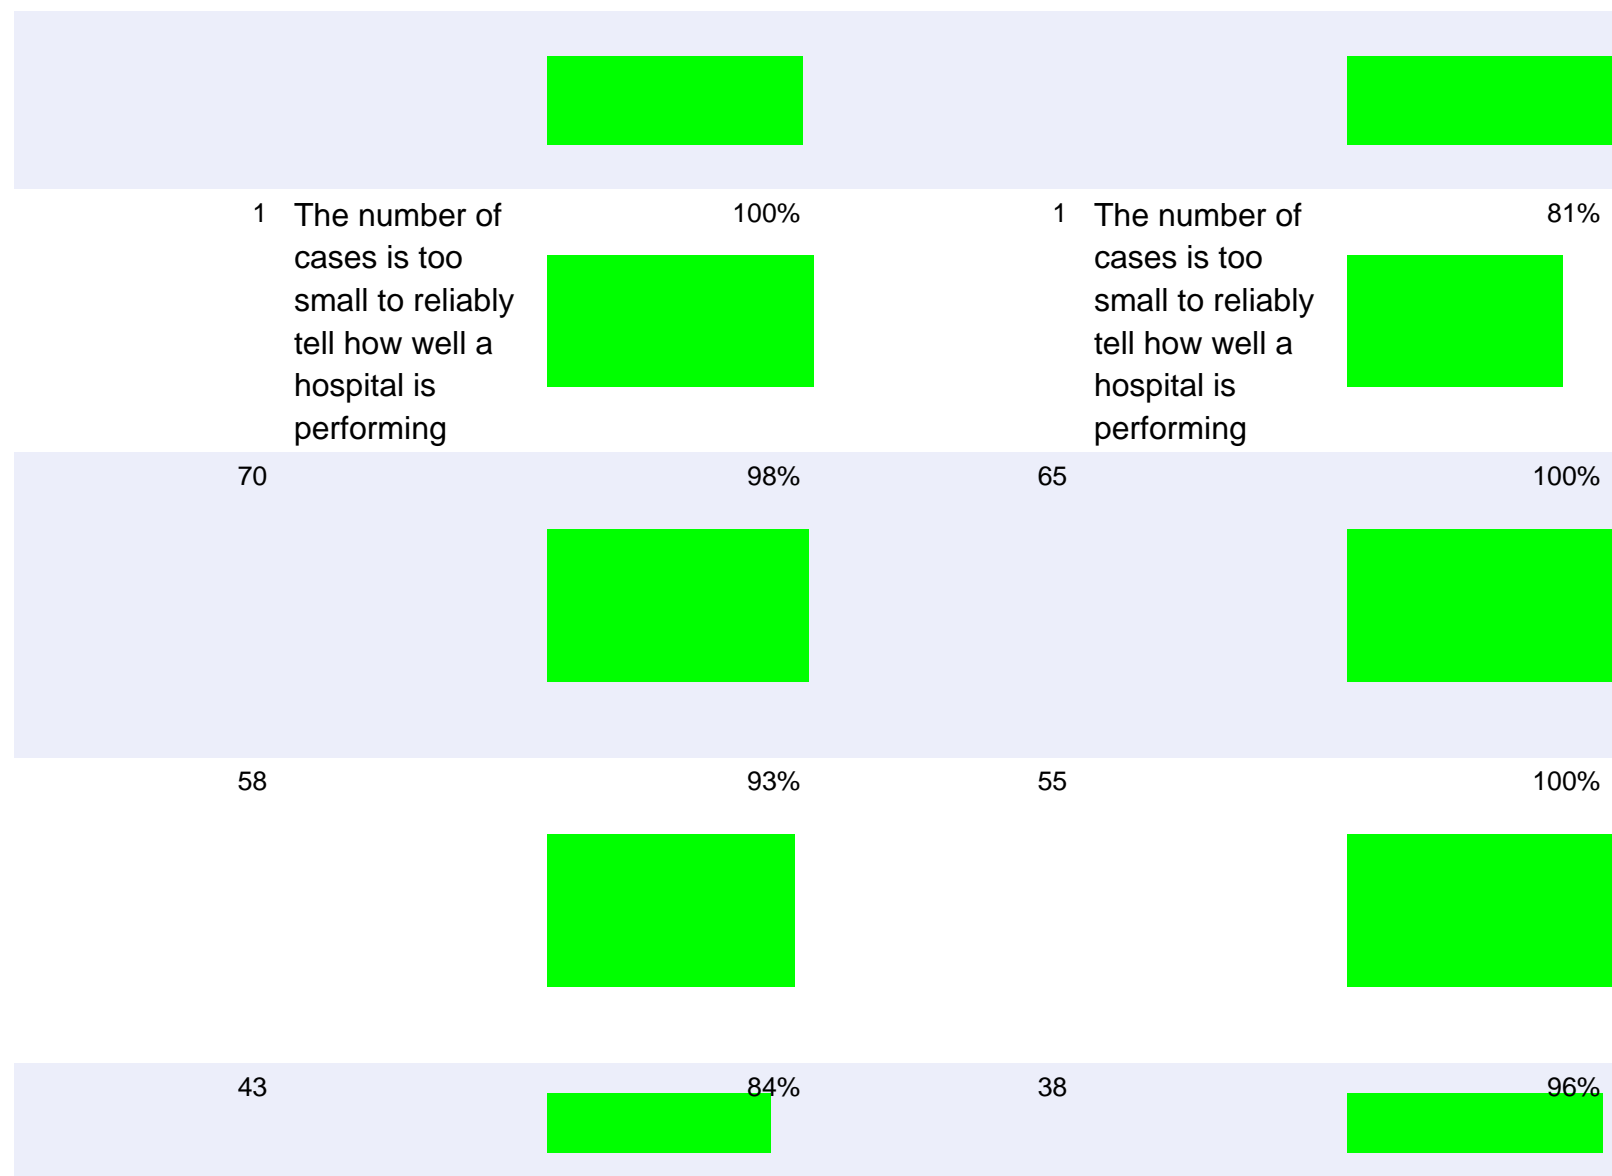 1 The number of 100% 1 The number of 81%
cases is too cases is too
small to reliably small to reliably
tell how well a tell how well a
hospital is hospital is
performing performing
70 98% 65 100%
58 93% 55 100%
43 84% 38 96%